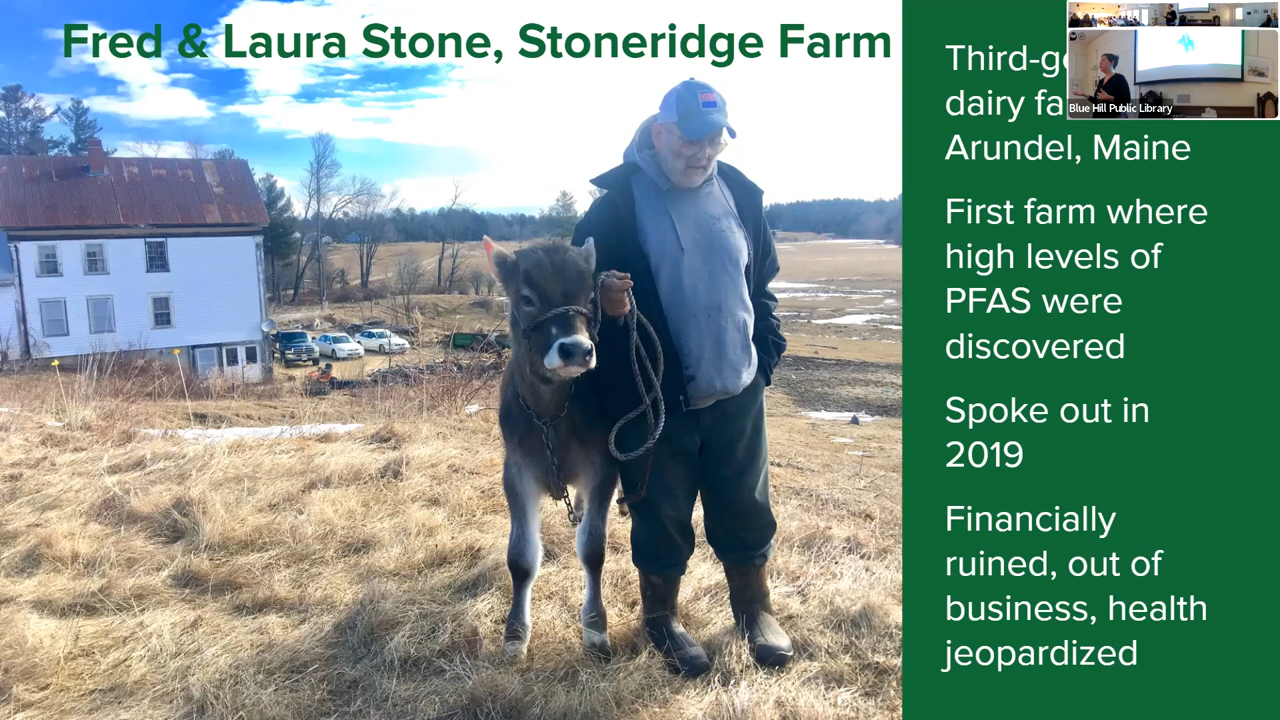 Fred & Laura Stone, Stoneridge Farm
Third-g
dairy fa
Arundel, Maine
Blue Hill Public Library
First farm where
high levels of
PFAS were
discovered
Spoke out in
2019
Financially
ruined, out of
business, health
jeopardized